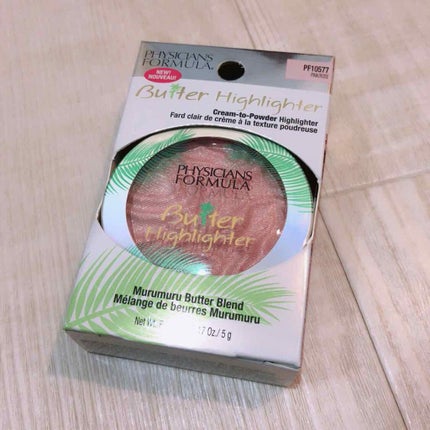 PHYSICIANS
FORMULA
PF10577
NEW!
NOUVEAU!
Butter Highlighter
Cream-to-Powder Highlighter
Fard clair de crème à la texture poudreuse
PHYSICIANS
FORMULA
Butter
Highlighter
Murumuru Butter Blend
Mélange de beurres Murumuru
Net Wt. Oz./5 g